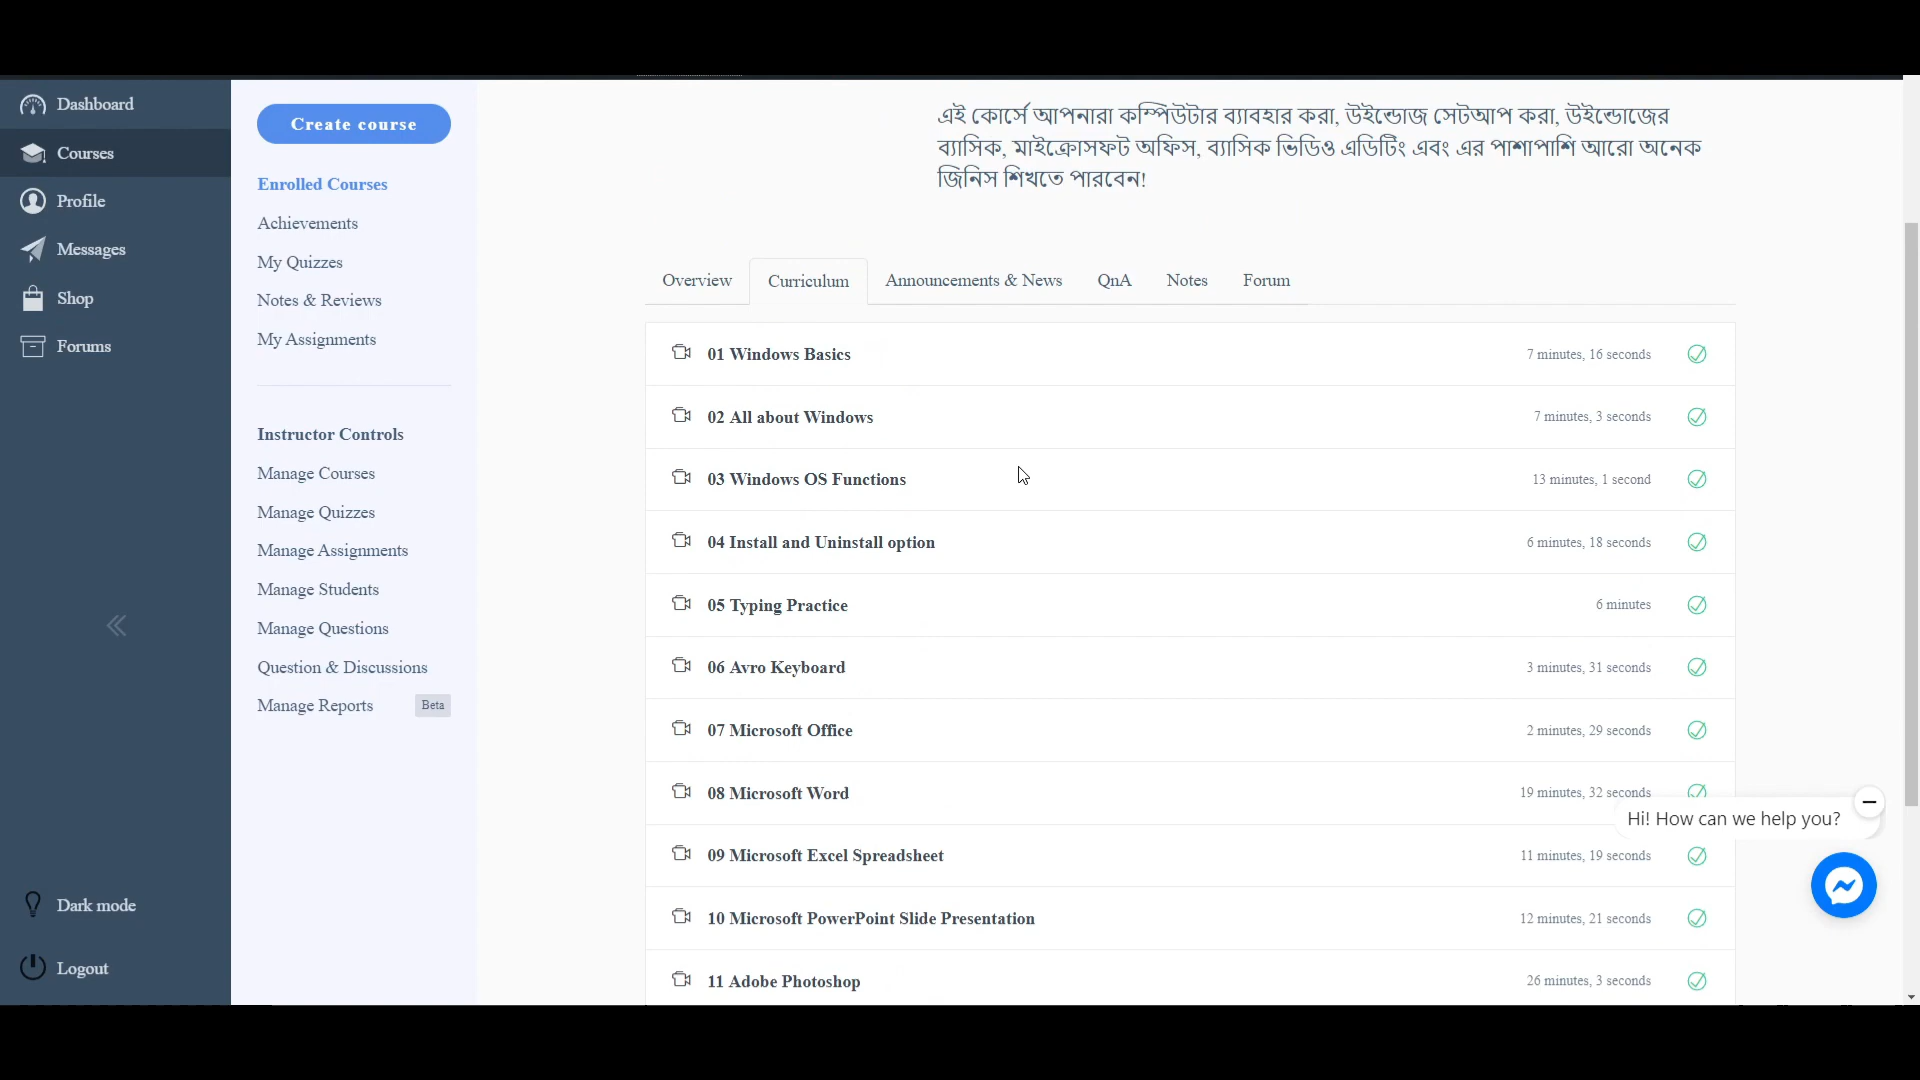 Dashboard
Courses
Profile
Messages
Shop
Forums
Dark mode
Logout
Create course
Enrolled Courses
Achievements
My Quizzes
Notes & Reviews
My Assignments
Instructor Controls
Manage Courses
Manage Quizzes
Manage Assignments
Manage Students
Manage Questions
Question & Discussions
Manage Reports Beta
এই কোর্সে আপনারা কম্পিউটার ব্যাবহার করা, উইন্ডোজ সেটআপ করা, উইন্ডোজের
ব্যাসিক, মাইক্রোসফট অফিস, ব্যাসিক ভিডিও এডিটিং এবং এর পাশাপাশি আরো অনেক
জিনিস শিখতে পারবেন!
Overview Curriculum Announcements & News QnA Notes Forum
01 Windows Basics 7 minutes, 16 seconds
02 All about Windows 7 minutes, 3 seconds
03 Windows OS Functions 13 minutes, 1 second
04 Install and Uninstall option 6 minutes, 18 seconds
05 Typing Practice 6 minutes
06 Avro Keyboard 3 minutes, 31 seconds
07 Microsoft Office 2 minutes, 29 seconds
08 Microsoft Word 19 minutes, 32 seconds
09 Microsoft Excel Spreadsheet 11 minutes, 19 seconds
10 Microsoft PowerPoint Slide Presentation 12 minutes, 21 seconds
11 Adobe Photoshop 26 minutes, 3 seconds
Hi! How can we help you?